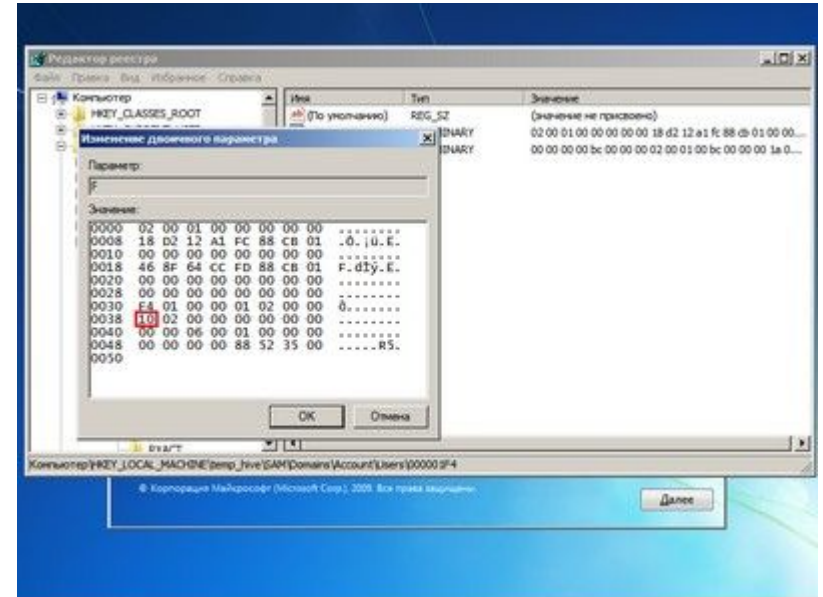 Редактор реестра
Файл Правка Вид Избранное Справка
Компьютер
HKEY_CLASSES_ROOT
Имя Тип Значение
(По умолчанию) REG_SZ (значение не присвоено)
INARY 02 00 01 00 00 00 00 00 18 d2 12 a1 fc 88 cb 01 00 00....
INARY 00 00 00 00 bc 00 00 00 02 00 01 00 bc 00 00 00 1a 0....
Изменение двоичного параметра
Параметр:
F
Значение:
0000 02 00 01 00 00 00 00 00 ........
0008 18 D2 12 A1 FC 88 CB 01 .Ò.¡ü.Ë.
0010 00 00 00 00 00 00 00 00 ........
0018 46 8F 64 CC FD 88 CB 01 F.dÌý.Ë.
0020 00 00 00 00 00 00 00 00 ........
0028 00 00 00 00 00 00 00 00 ........
0030 F4 01 00 00 01 02 00 00 ô.......
0038 10 02 00 00 00 00 00 00 ........
0040 00 00 06 00 01 00 00 00 ........
0048 00 00 00 00 88 52 35 00 .....R5.
0050
OK Отмена
Компьютер\HKEY_LOCAL_MACHINE\temp_hive\SAM\Domains\Account\Users\000001F4
© Корпорация Майкрософт (Microsoft Corp.), 2009. Все права защищены.
Далее